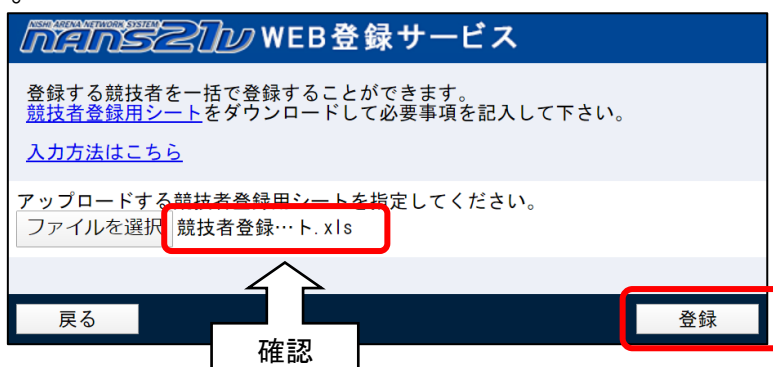 。
NISHI ARENA NETWORK SYSTEM
nans21v WEB登録サービス
登録する競技者を一括で登録することができます。
競技者登録用シートをダウンロードして必要事項を記入して下さい。
入力方法はこちら
アップロードする競技者登録用シートを指定してください。
ファイルを選択 競技者登録…ト.xls
戻る
登録
確認